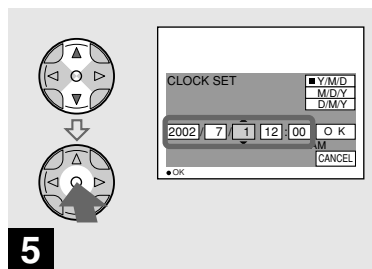 CLOCK SET
■Y/M/D
M/D/Y
D/M/Y
2002/ 7/ 1 12:00 O K
AM
CANCEL
●OK
5